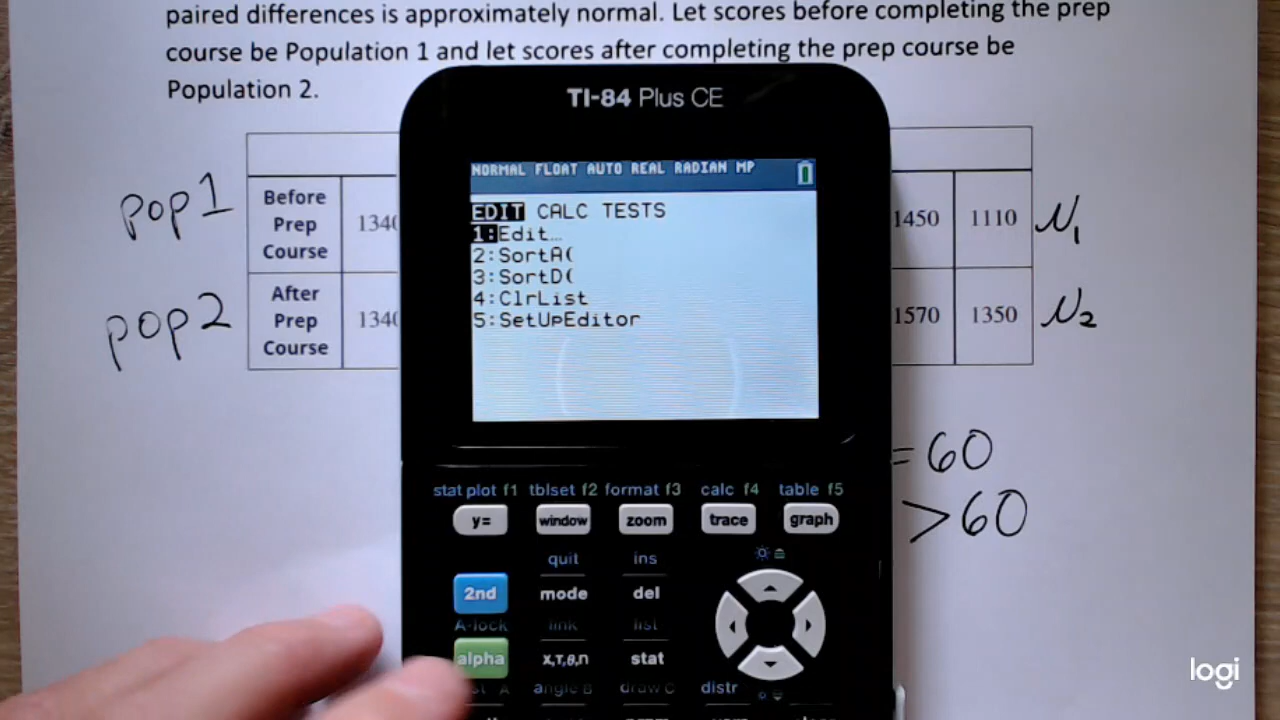 paired differences is approximately normal. Let scores before completing the prep
course be Population 1 and let scores after completing the prep course be
Population 2.
TI-84 Plus CE
NORMAL FLOAT AUTO REAL RADIAN MP
EDIT CALC TESTS
1:Edit…
2:SortA(
3:SortD(
4:ClrList
5:SetUpEditor
pop 1
Before Prep Course
1340
1450
1110
μ₁
pop 2
After Prep Course
1340
1570
1350
μ₂
=60
>60
stat plot f1 tblset f2 format f3 calc f4 table f5
y= window zoom trace graph
quit ins
2nd mode del
A-lock link list
alpha X,T,θ,n stat
A angle B draw C distr
logi